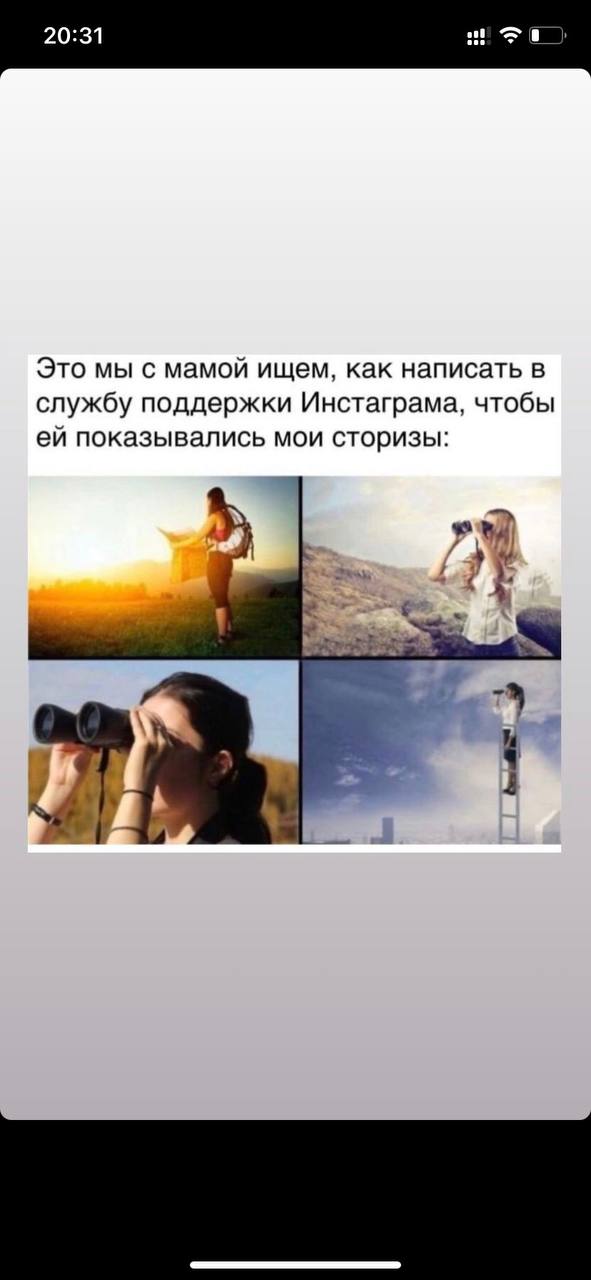 20:31
Это мы с мамой ищем, как написать в
службу поддержки Инстаграма, чтобы
ей показывались мои сторизы: